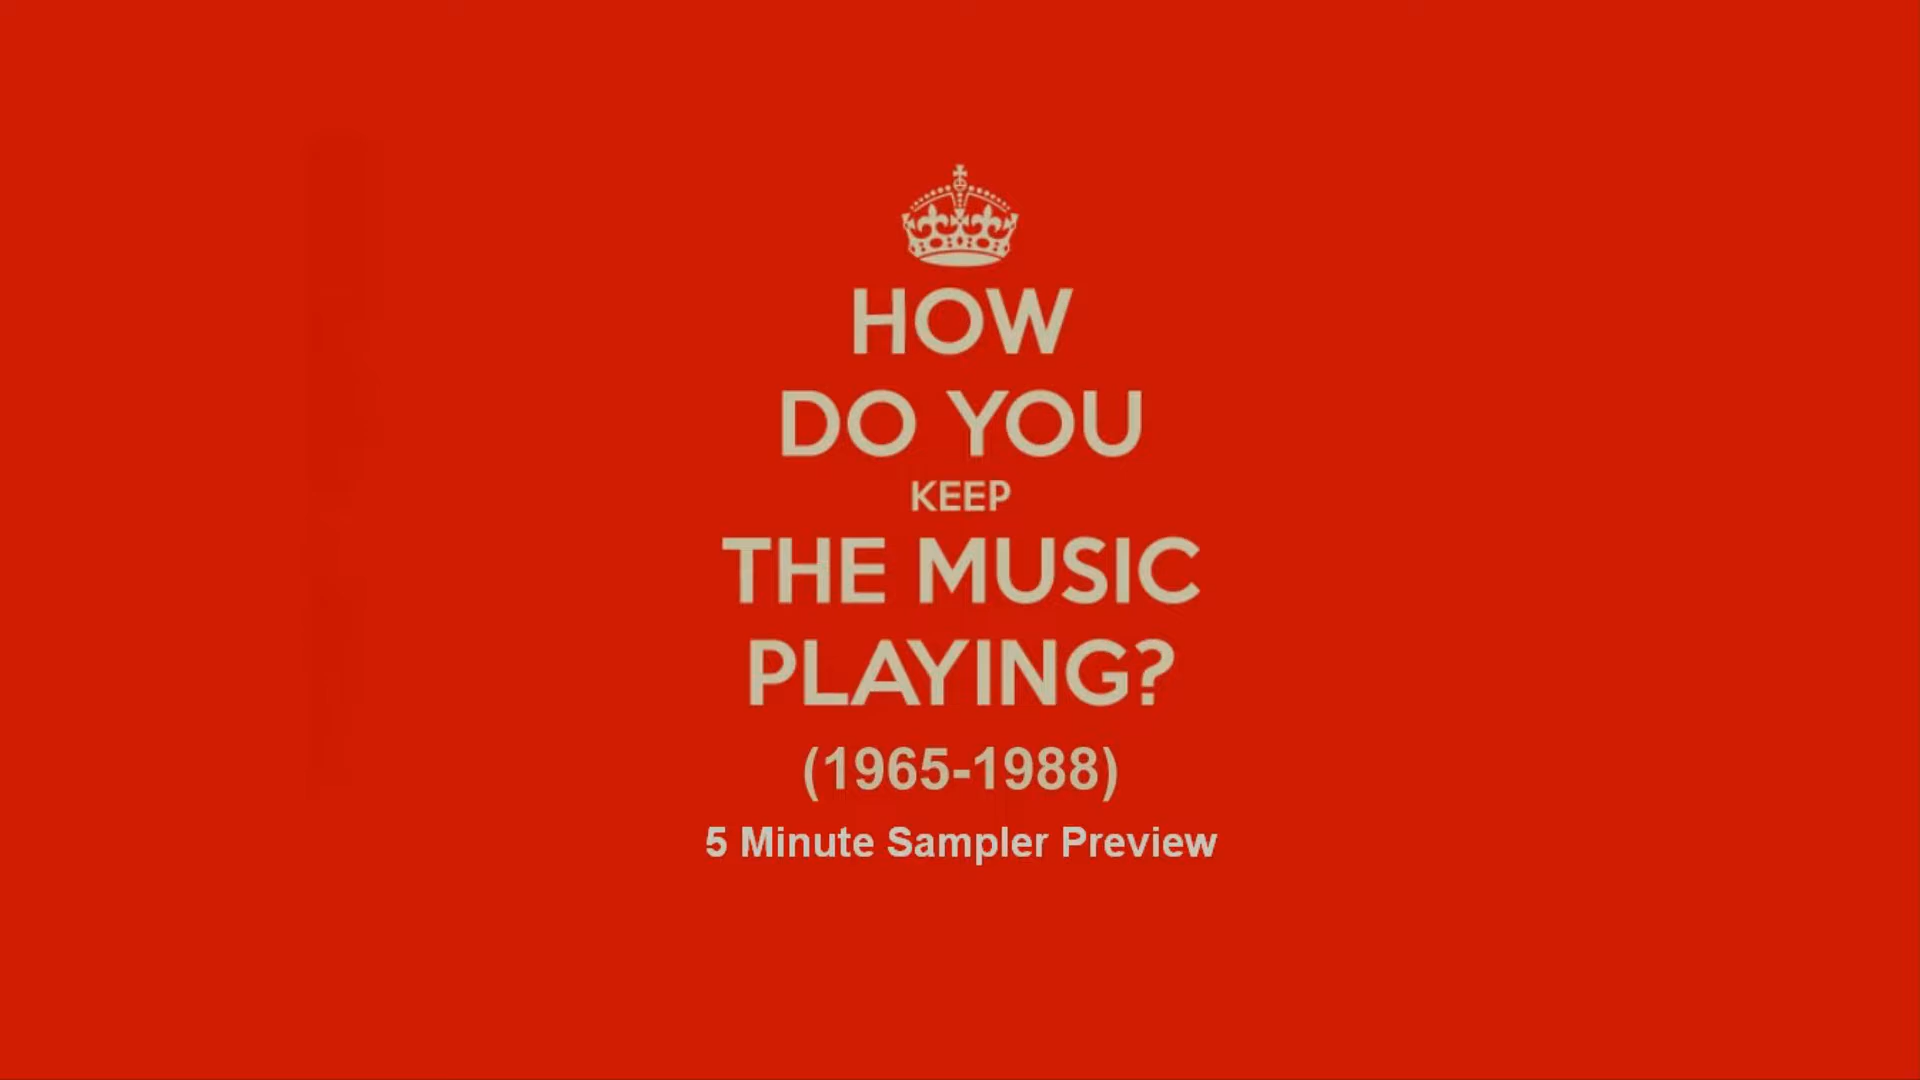 HOW
DO YOU
KEEP
THE MUSIC
PLAYING?
(1965-1988)
5 Minute Sampler Preview